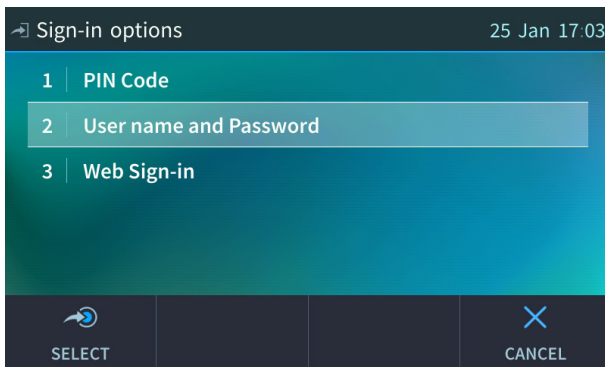 Sign-in options 25 Jan 17:03
1 PIN Code
2 User name and Password
3 Web Sign-in
SELECT CANCEL